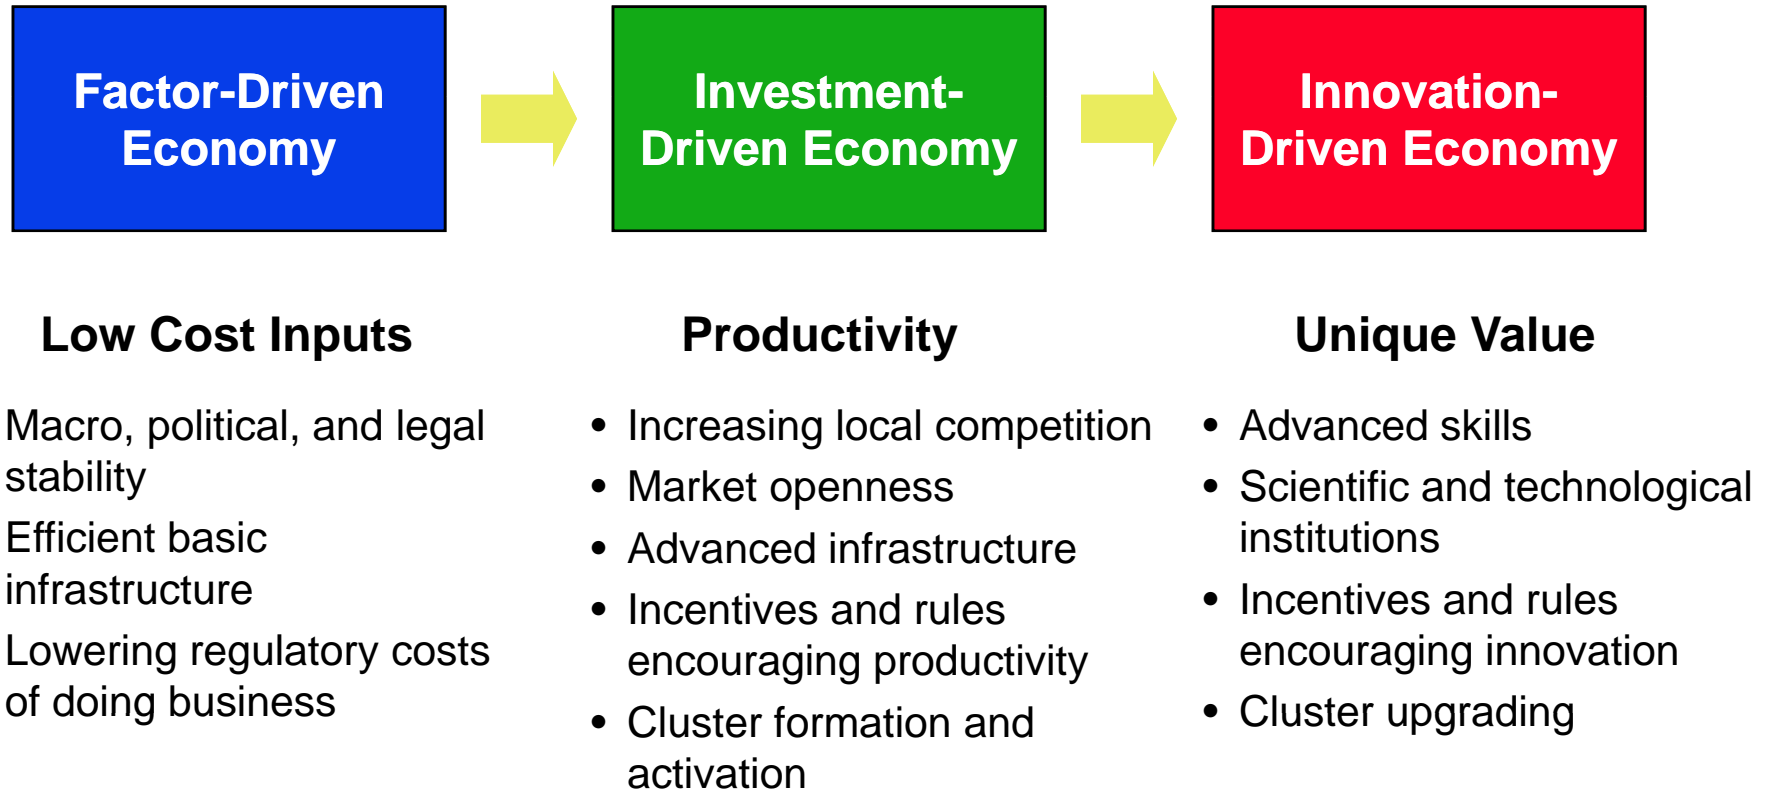 Factor-Driven
Economy
Investment-
Driven Economy
Innovation-
Driven Economy
Low Cost Inputs
Macro, political, and legal
stability
Efficient basic
infrastructure
Lowering regulatory costs
of doing business
Productivity
• Increasing local competition
• Market openness
• Advanced infrastructure
• Incentives and rules
encouraging productivity
• Cluster formation and
activation
Unique Value
• Advanced skills
• Scientific and technological
institutions
• Incentives and rules
encouraging innovation
• Cluster upgrading